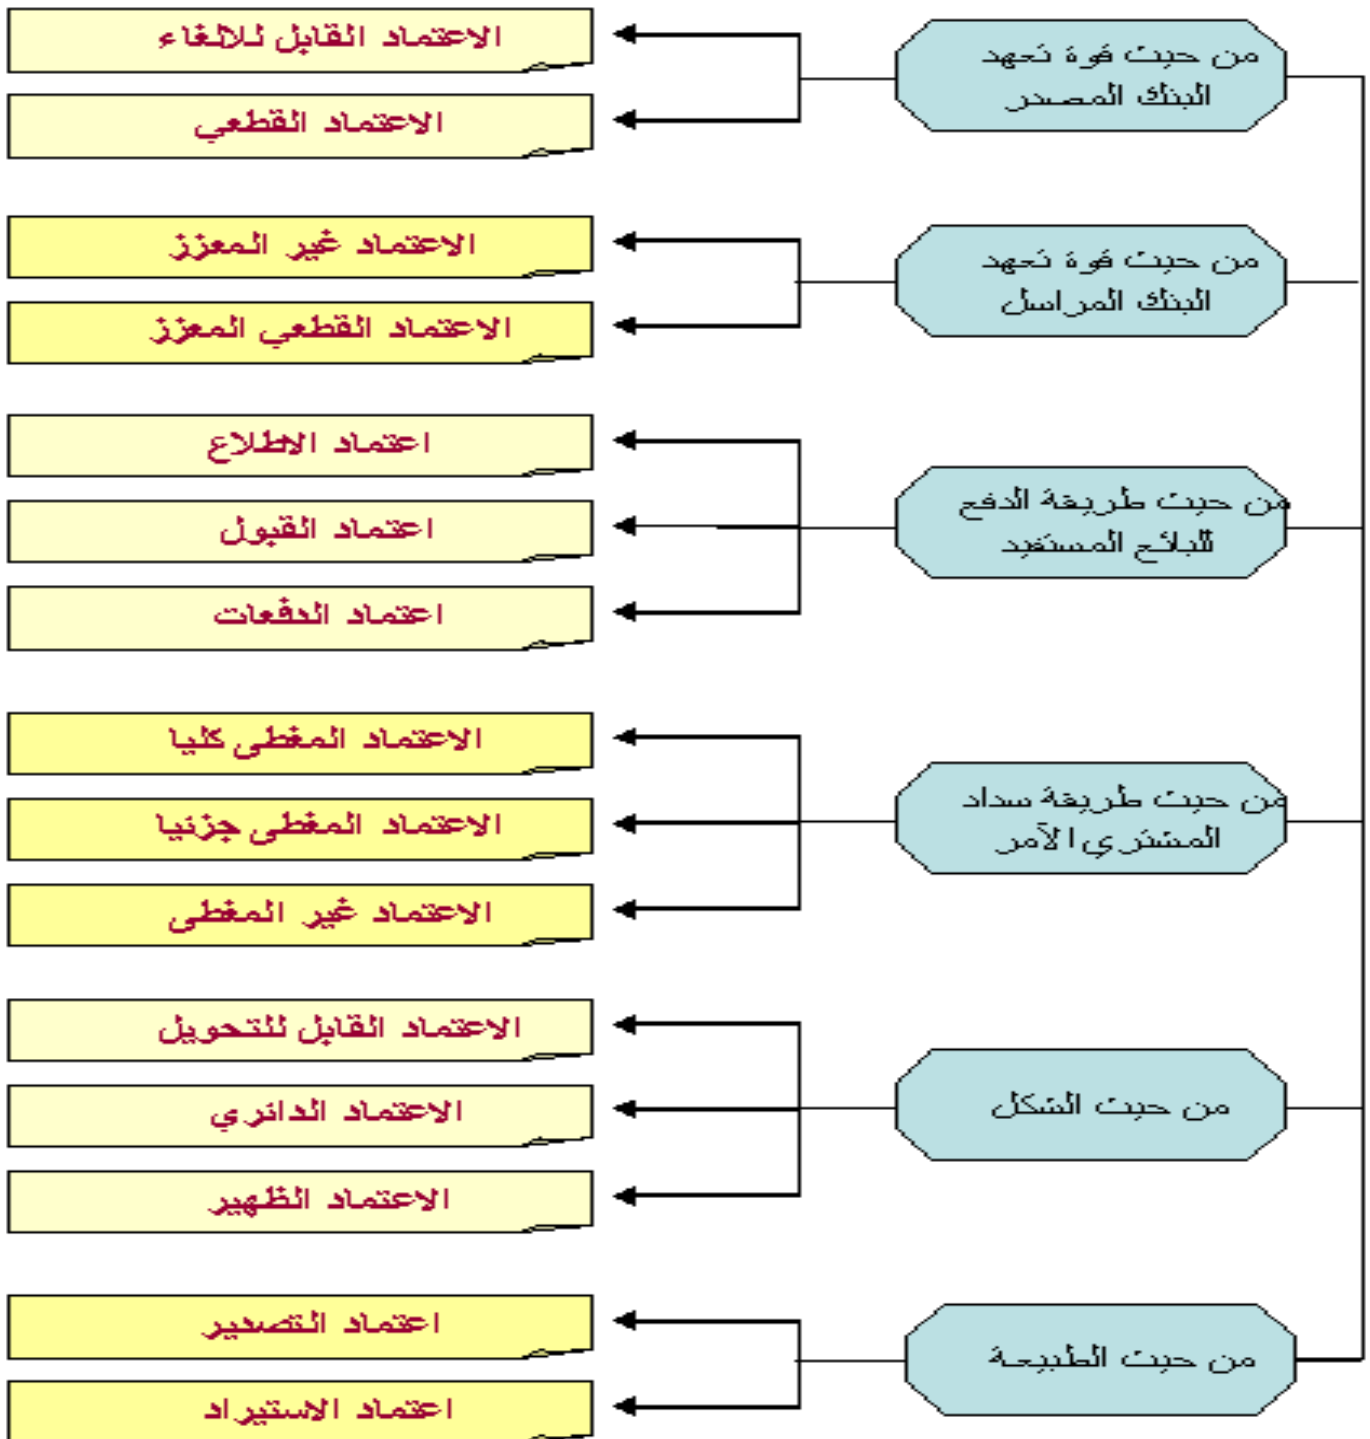 من حيث قوة تعهد
البنك المصدر
الاعتماد القابل للالغاء
الاعتماد القطعي
من حيث قوة تعهد
البنك المراسل
الاعتماد غير المعزز
الاعتماد القطعي المعزز
من حيث طريقة الدفع
للبائع المستفيد
اعتماد الاطلاع
اعتماد القبول
اعتماد الدفعات
من حيث طريقة سداد
المشتري الآمر
الاعتماد المغطى كليا
الاعتماد المغطى جزئيا
الاعتماد غير المغطى
من حيث الشكل
الاعتماد القابل للتحويل
الاعتماد الدائري
الاعتماد الظهير
من حيث الطبيعة
اعتماد التصدير
اعتماد الاستيراد